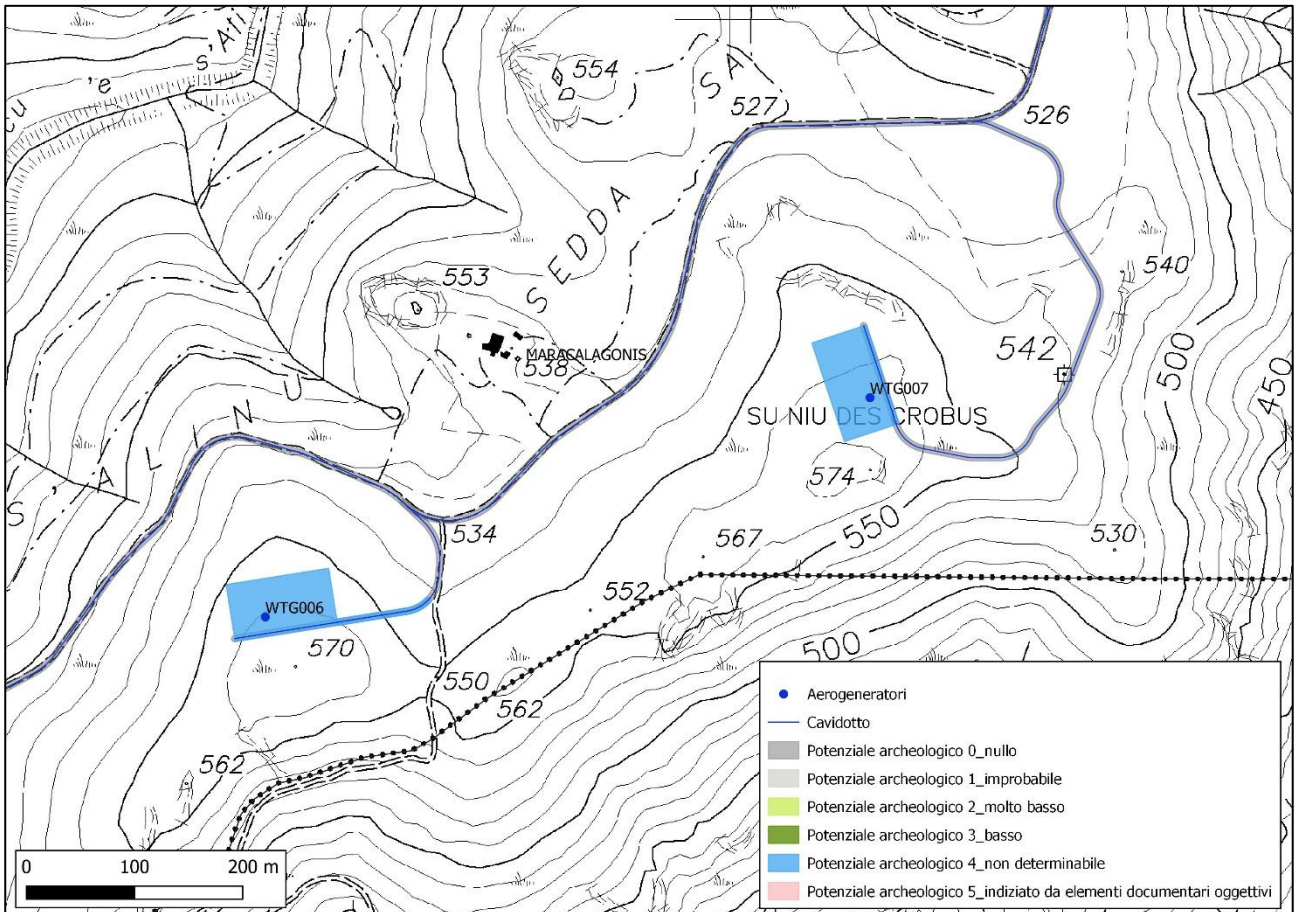 554
SA
527
526
SEDDA
553
540
MARACALAGONIS
538
542
500
450
WTG007
SU NIU DES CROBUS
574
S'ALINU
534
567
550
530
552
WTG006
570
550
562
500
562
0 100 200 m
Aerogeneratori
Cavidotto
Potenziale archeologico 0_nullo
Potenziale archeologico 1_improbabile
Potenziale archeologico 2_molto basso
Potenziale archeologico 3_basso
Potenziale archeologico 4_non determinabile
Potenziale archeologico 5_indiziato da elementi documentari oggettivi